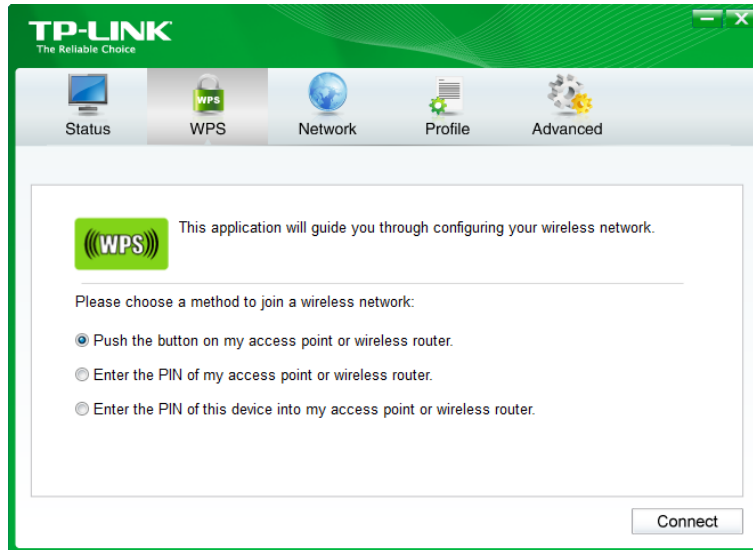 TP-LINK
The Reliable Choice
Status WPS WPS Network Profile Advanced
(((WPS))) This application will guide you through configuring your wireless network.
Please choose a method to join a wireless network:
Push the button on my access point or wireless router.
Enter the PIN of my access point or wireless router.
Enter the PIN of this device into my access point or wireless router.
Connect